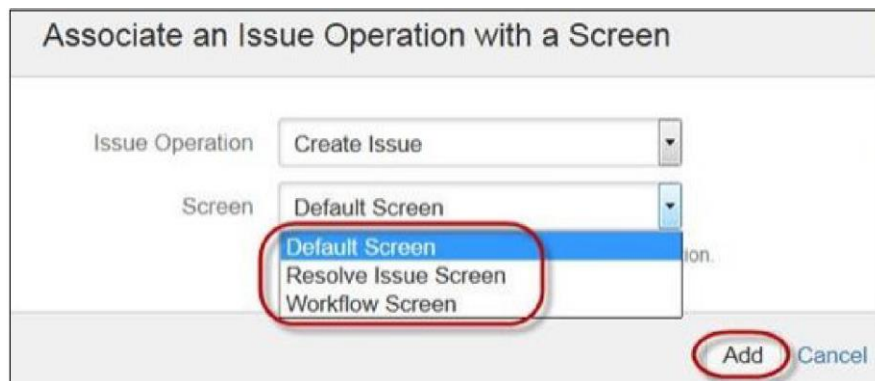 Associate an Issue Operation with a Screen
Issue Operation Create Issue
Screen Default Screen
Default Screen
ion.
Resolve Issue Screen
Workflow Screen
Add Cancel